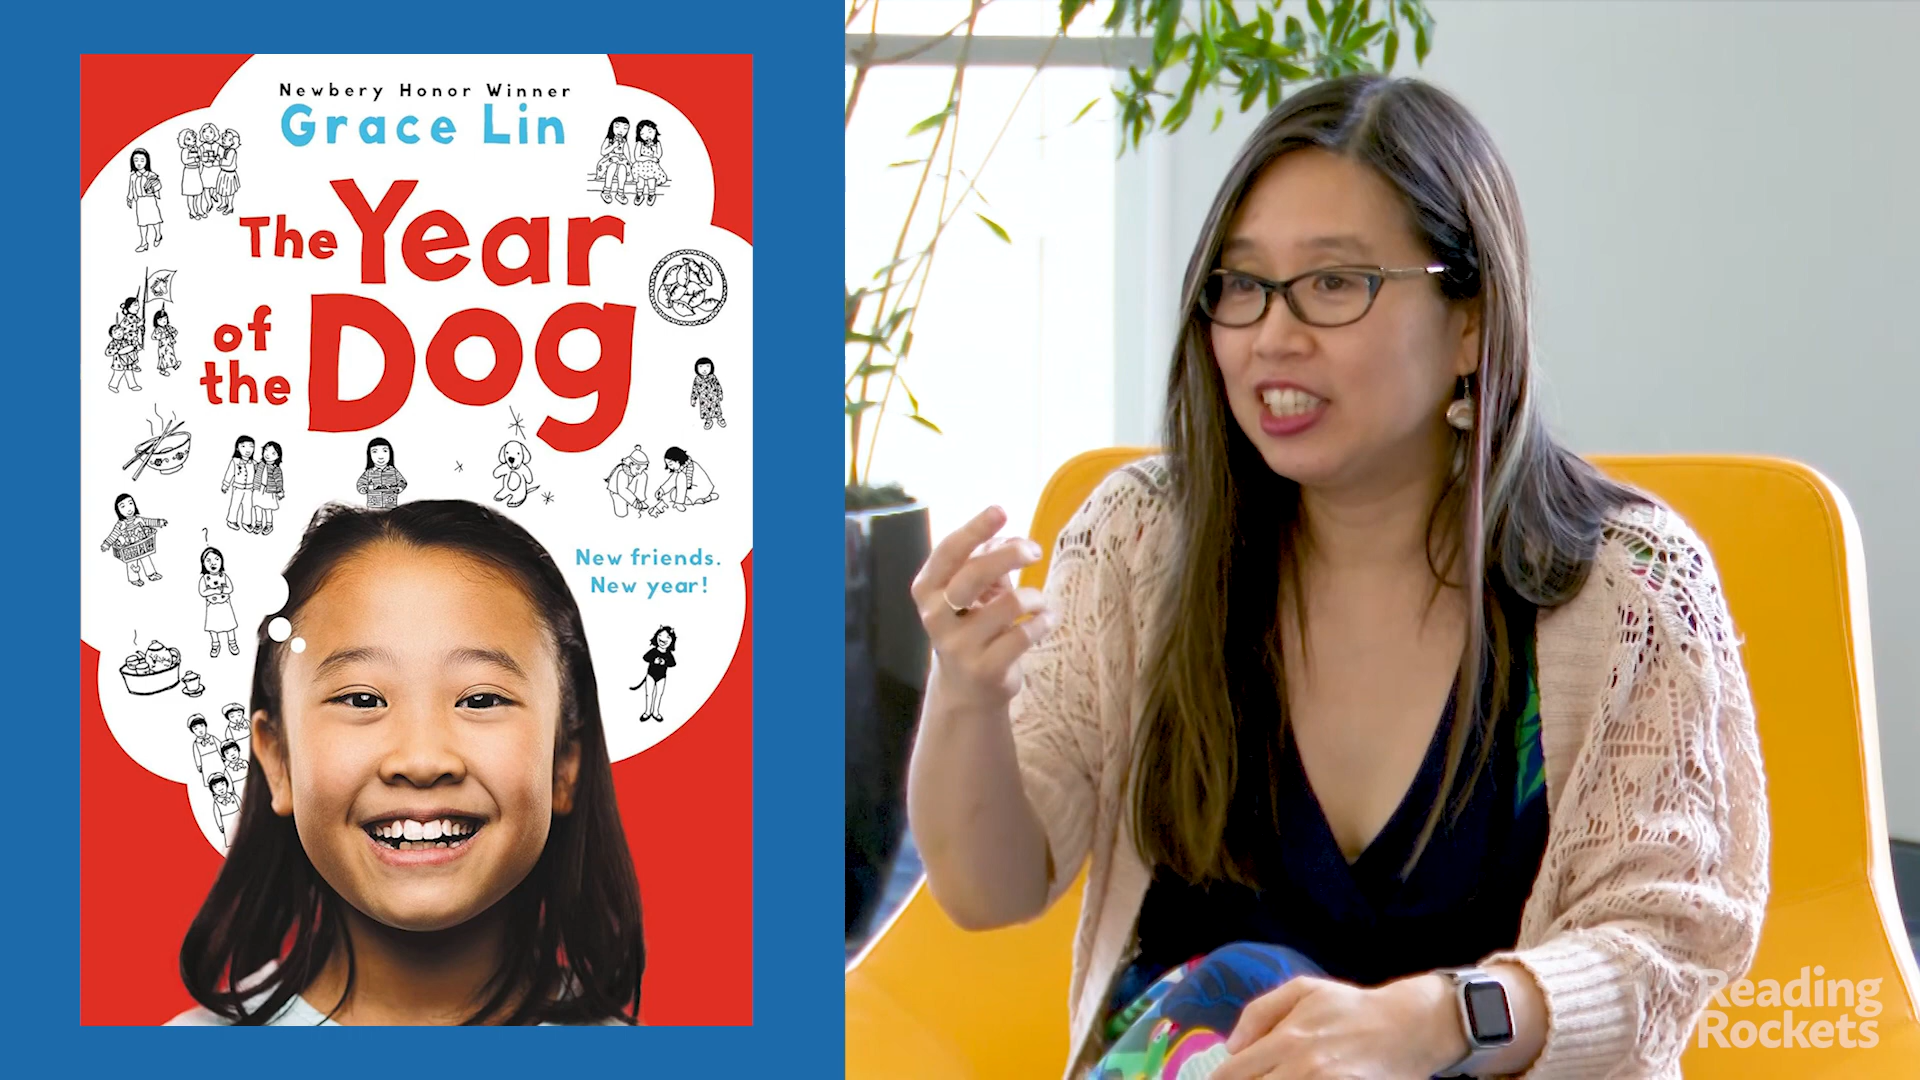 Newbery Honor Winner
Grace Lin
The Year
of the Dog
New friends.
New year!
Reading
Rockets